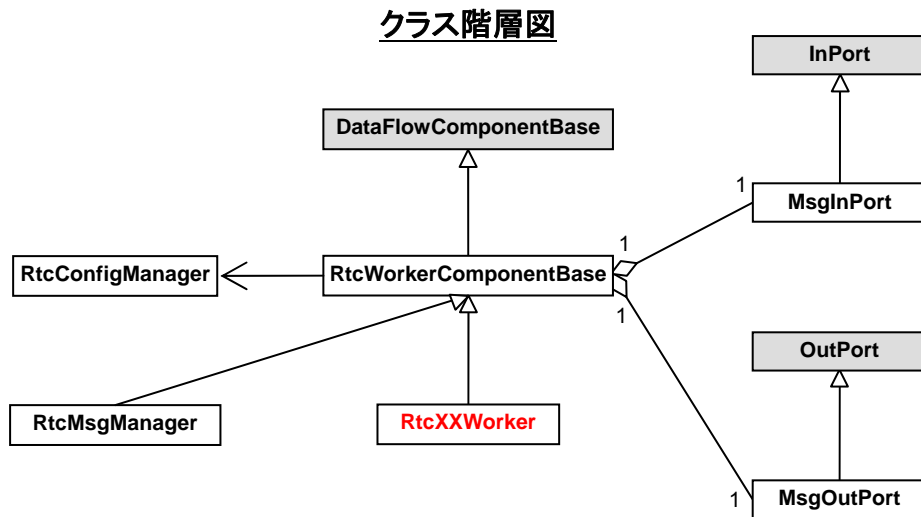 クラス階層図
InPort
DataFlowComponentBase
1
MsgInPort
1
RtcConfigManager
RtcWorkerComponentBase
1
OutPort
RtcMsgManager
RtcXXWorker
1
MsgOutPort